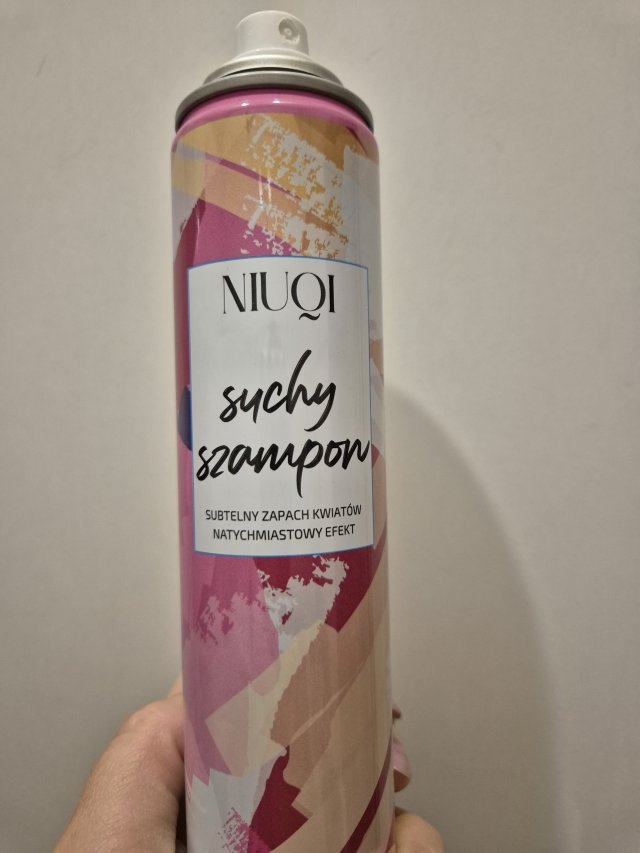 NIUQI
suchy
szampon
SUBTELNY ZAPACH KWIATÓW
NATYCHMIASTOWY EFEKT